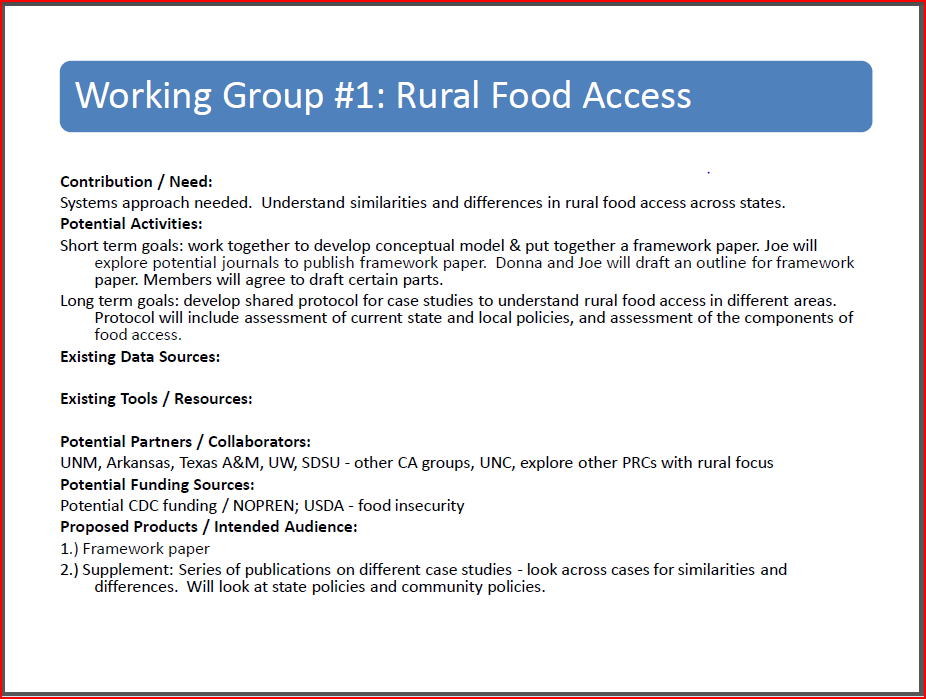 Working Group #1: Rural Food Access
Contribution / Need:
Systems approach needed.  Understand similarities and differences in rural food access across states.
Potential Activities:
Short term goals: work together to develop conceptual model & put together a framework paper. Joe will
explore potential journals to publish framework paper.  Donna and Joe will draft an outline for framework
paper. Members will agree to draft certain parts.
Long term goals: develop shared protocol for case studies to understand rural food access in different areas.
Protocol will include assessment of current state and local policies, and assessment of the components of
food access.
Existing Data Sources:
Existing Tools / Resources:
Potential Partners / Collaborators:
UNM, Arkansas, Texas A&M, UW, SDSU - other CA groups, UNC, explore other PRCs with rural focus
Potential Funding Sources:
Potential CDC funding / NOPREN; USDA - food insecurity
Proposed Products / Intended Audience:
1.) Framework paper
2.) Supplement: Series of publications on different case studies - look across cases for similarities and
differences.  Will look at state policies and community policies.